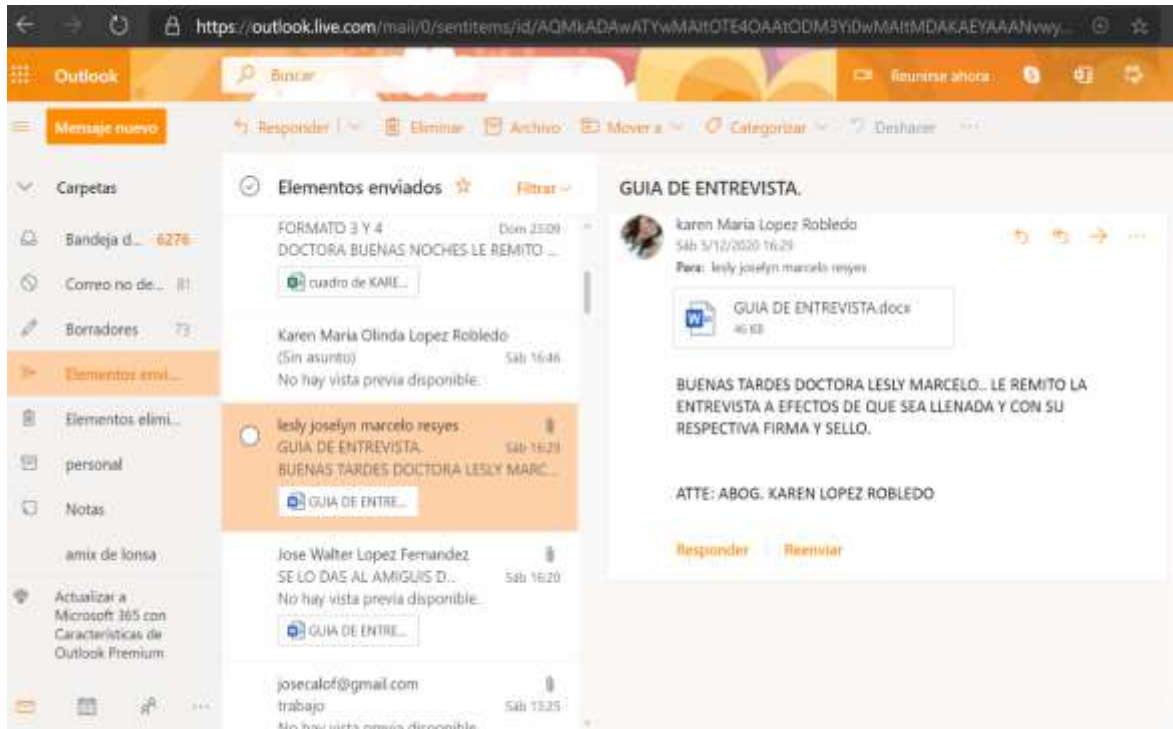 https://outlook.live.com/mail/0/sentitems/id/AQMkADAwATYwMAItOTE4OAAtODM3Yi0wMAItMDAKAEYAAANvwy...
Outlook
Buscar
Reunirse ahora
Mensaje nuevo
Responder
Eliminar
Archivo
Mover a
Categorizar
Deshacer
...
Carpetas
Bandeja d... 6276
Correo no de... 81
Borradores 73
Elementos envi...
Elementos elimi...
personal
Notas
amix de lonsa
Actualizar a
Microsoft 365 con
Características de
Outlook Premium
Elementos enviados
Filtrar
FORMATO 3 Y 4 Dom 23:09
DOCTORA BUENAS NOCHES LE REMITO ...
cuadro de KARE...
Karen Maria Olinda Lopez Robledo
(Sin asunto) Sáb 16:46
No hay vista previa disponible.
lesly joselyn marcelo resyes
GUIA DE ENTREVISTA. Sáb 16:29
BUENAS TARDES DOCTORA LESLY MARC...
GUIA DE ENTRE...
Jose Walter Lopez Fernandez
SE LO DAS AL AMIGUIS D... Sáb 16:20
No hay vista previa disponible.
GUIA DE ENTRE...
josecalof@gmail.com
trabajo Sáb 13:25
No hay vista previa disponible.
GUIA DE ENTREVISTA.
karen Maria Lopez Robledo
Sáb 5/12/2020 16:29
Para: lesly joselyn marcelo resyes
GUIA DE ENTREVISTA.docx
46 KB
BUENAS TARDES DOCTORA LESLY MARCELO.. LE REMITO LA
ENTREVISTA A EFECTOS DE QUE SEA LLENADA Y CON SU
RESPECTIVA FIRMA Y SELLO.
ATTE: ABOG. KAREN LOPEZ ROBLEDO
Responder Reenviar